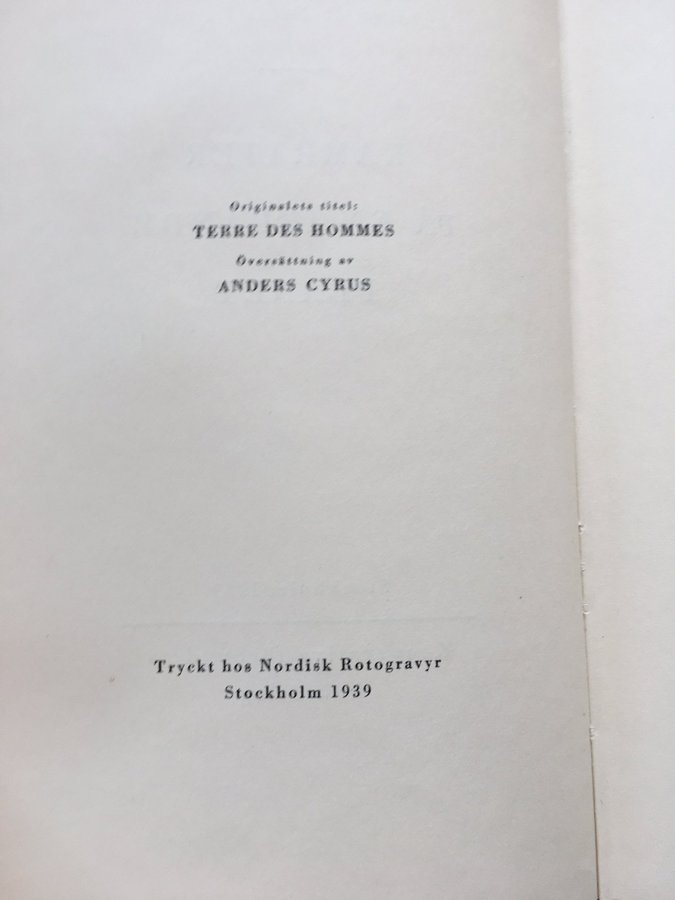 Originalets titel:
TERRE DES HOMMES
Översättning av
ANDERS CYRUS
Tryckt hos Nordisk Rotogravyr
Stockholm 1939